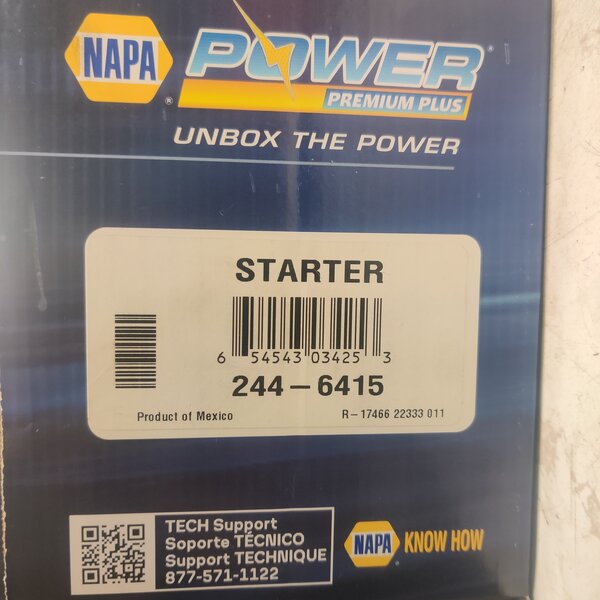 NAPA
POWER
PREMIUM PLUS
UNBOX THE POWER
STARTER
6 54543 03425 3
244-6415
Product of Mexico R-17466 22333 011
TECH Support
Soporte TÉCNICO
Support TECHNIQUE
877-571-1122
NAPA KNOW HOW